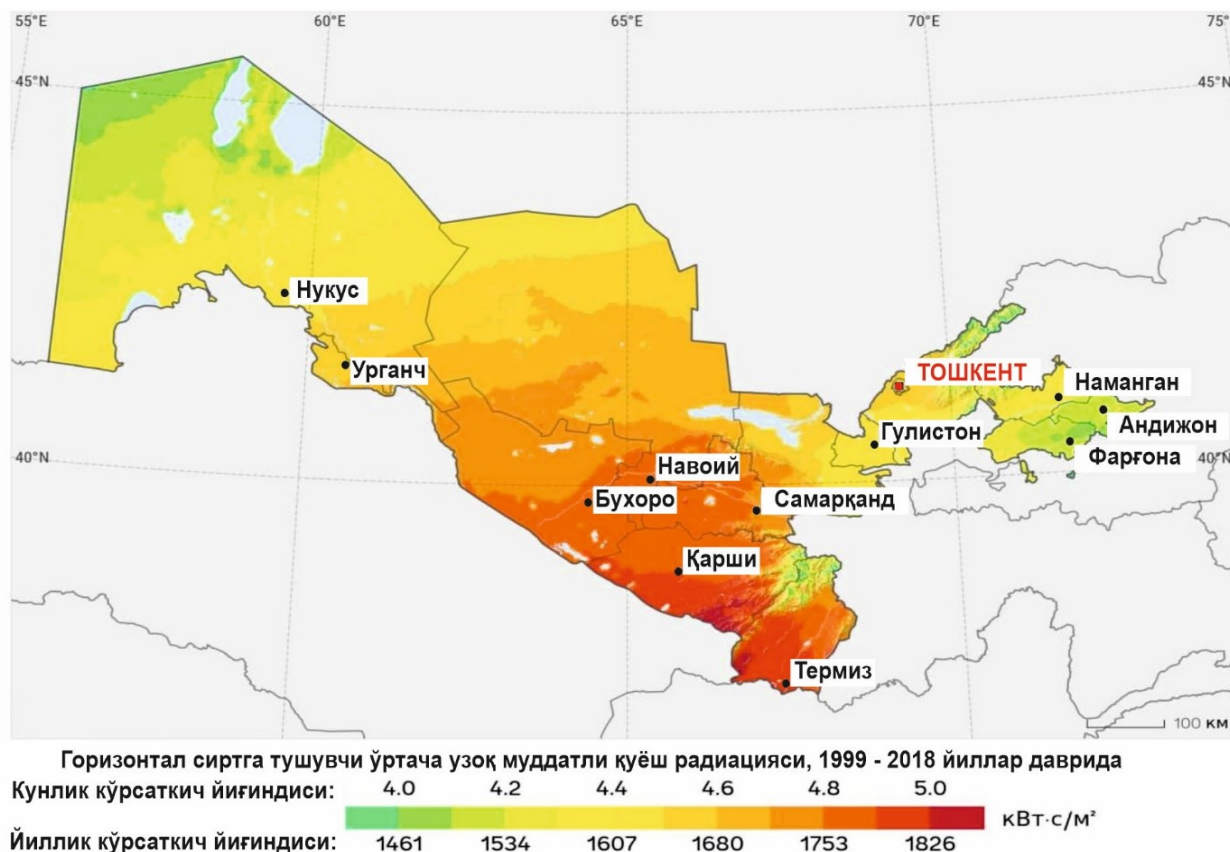 55°E 60°E 65°E 70°E 75°
45°N 45°N
Нукус
Урганч
ТОШКЕНТ
Наманган
Андижон
Гулистон
Фарғона
40°N 40°N
Навоий
Бухоро
Самарқанд
Қарши
Термиз
100 км
Горизонтал сиртга тушувчи ўртача узоқ муддатли қуёш радиацияси, 1999 - 2018 йиллар даврида
Кунлик кўрсаткич йиғиндиси: 4.0 4.2 4.4 4.6 4.8 5.0
кВт·с/м²
Йиллик кўрсаткич йиғиндиси: 1461 1534 1607 1680 1753 1826